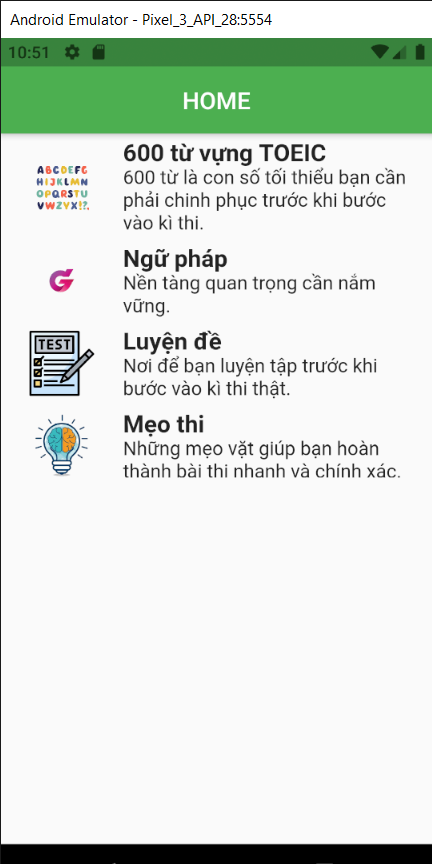 Android Emulator - Pixel_3_API_28:5554
10:51
HOME
ABCDEFG
HIJKLMN
OPQRSTU
VWZYX!?.
600 từ vựng TOEIC
600 từ là con số tối thiểu bạn cần
phải chinh phục trước khi bước
vào kì thi.
G
Ngữ pháp
Nền tàng quan trọng cần nắm
vững.
TEST
Luyện đề
Nơi để bạn luyện tập trước khi
bước vào kì thi thật.
Mẹo thi
Những mẹo vặt giúp bạn hoàn
thành bài thi nhanh và chính xác.